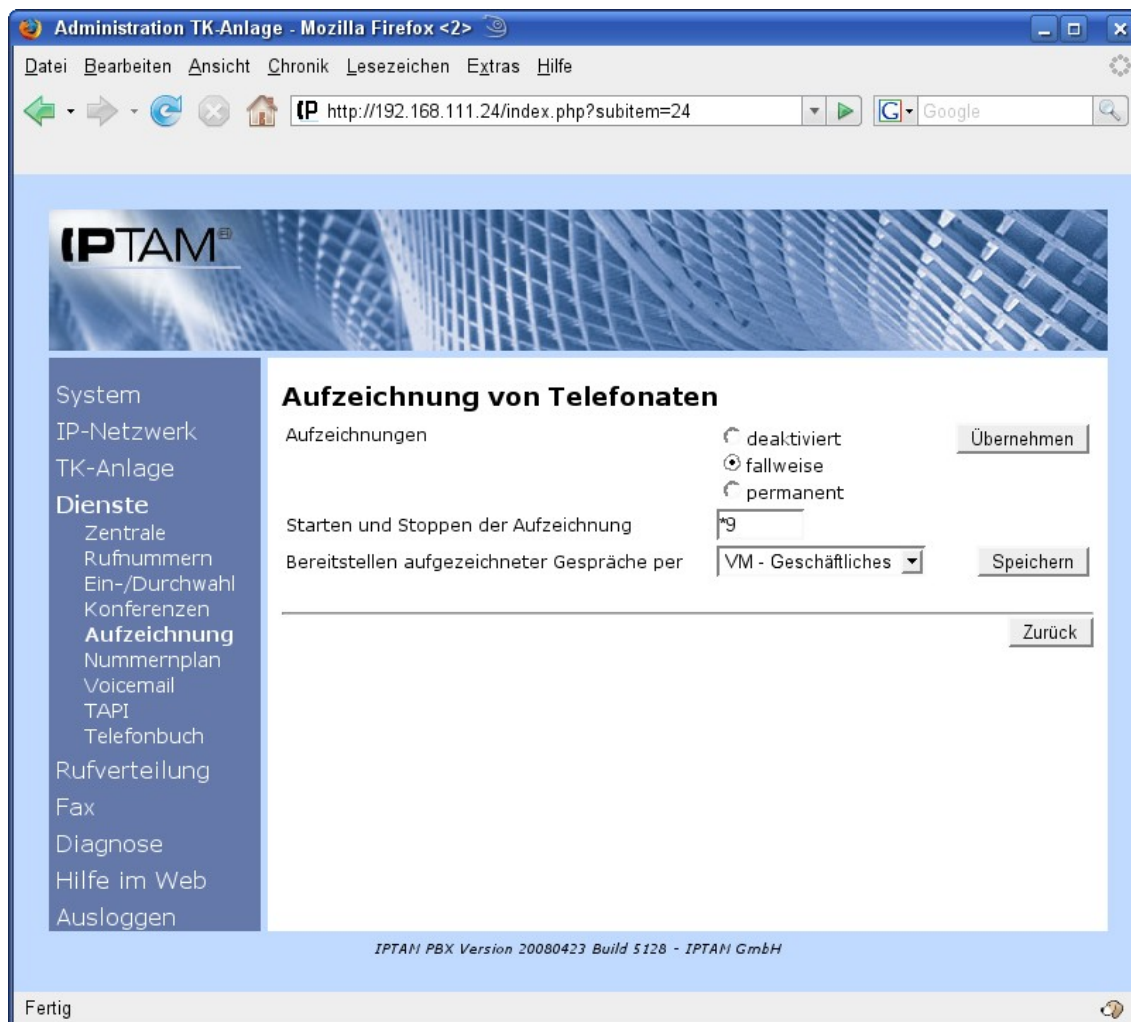 Administration TK-Anlage - Mozilla Firefox <2>
Datei Bearbeiten Ansicht Chronik Lesezeichen Extras Hilfe
IP http://192.168.111.24/index.php?subitem=24 G Google
IPTAM®
System
IP-Netzwerk
TK-Anlage
Dienste
Zentrale
Rufnummern
Ein-/Durchwahl
Konferenzen
Aufzeichnung
Nummernplan
Voicemail
TAPI
Telefonbuch
Rufverteilung
Fax
Diagnose
Hilfe im Web
Ausloggen
Aufzeichnung von Telefonaten
Aufzeichnungen deaktiviert Übernehmen
fallweise
permanent
Starten und Stoppen der Aufzeichnung *9
Bereitstellen aufgezeichneter Gespräche per VM - Geschäftliches Speichern
Zurück
IPTAM PBX Version 20080423 Build 5128 - IPTAM GmbH
Fertig